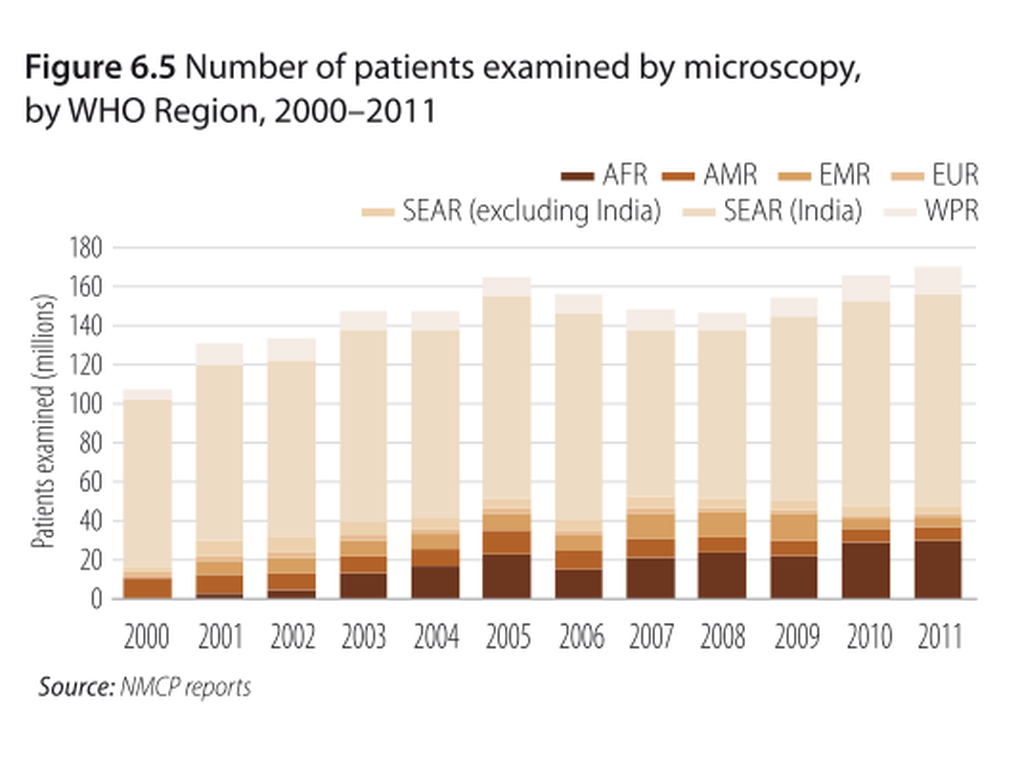 Figure 6.5 Number of patients examined by microscopy,
by WHO Region, 2000–2011
AFR AMR EMR EUR
SEAR (excluding India) SEAR (India) WPR
Patients examined (millions)
180
160
140
120
100
80
60
40
20
0
2000 2001 2002 2003 2004 2005 2006 2007 2008 2009 2010 2011
Source: NMCP reports